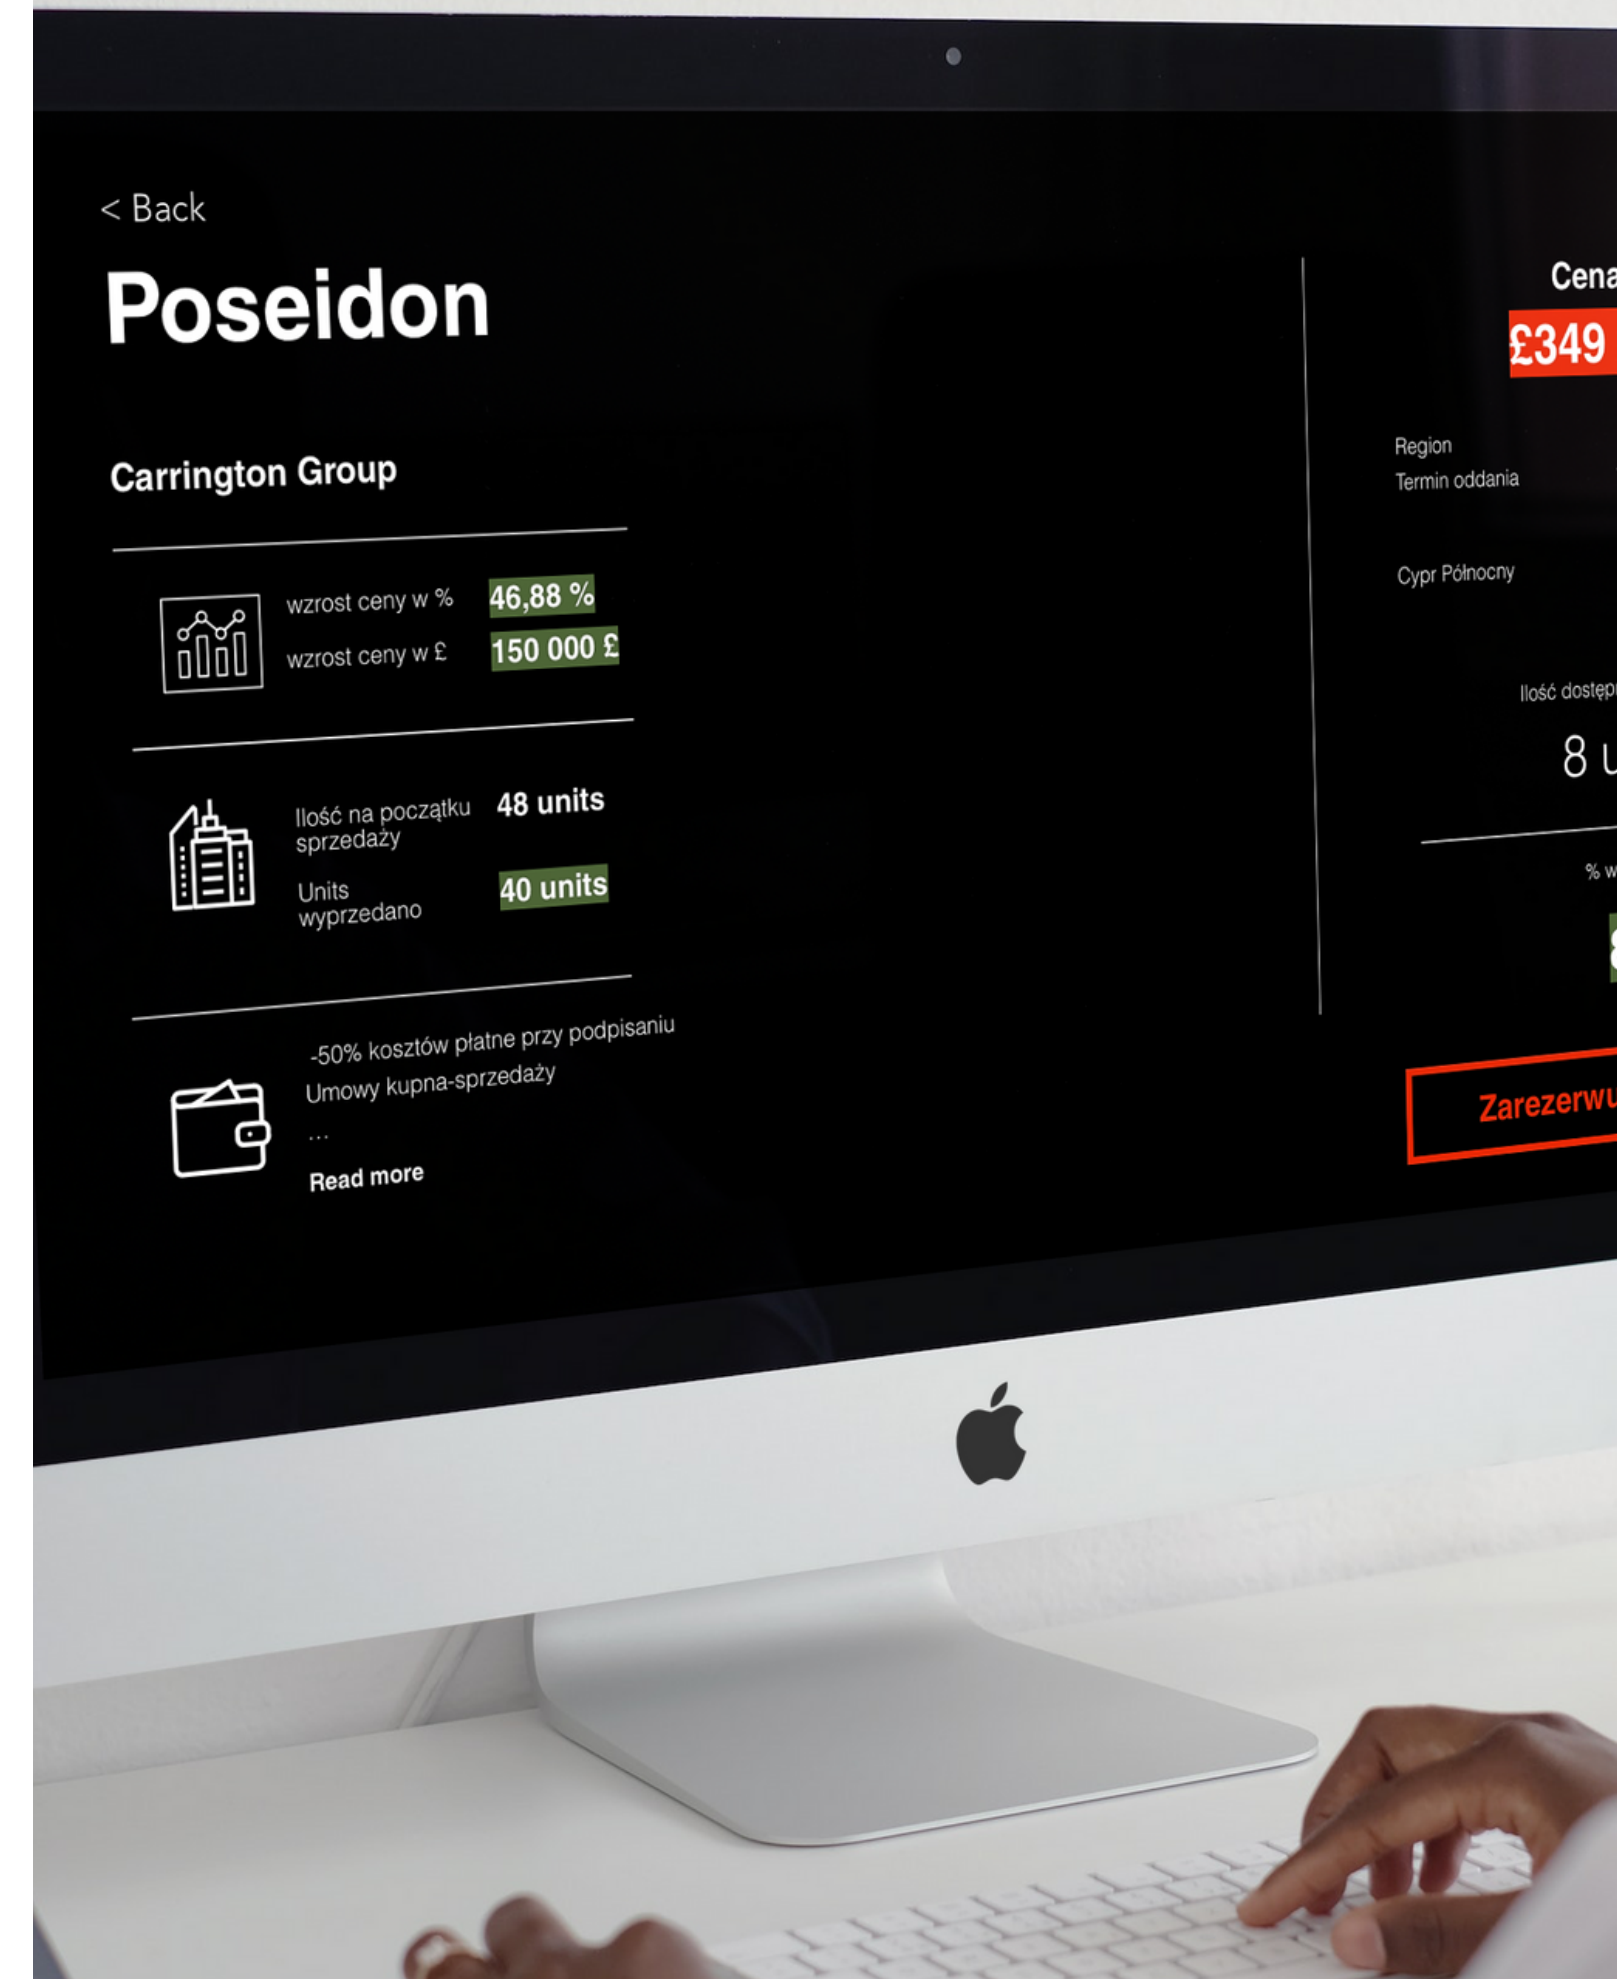 < Back
Poseidon
Carrington Group
wzrost ceny w % 46,88 %
wzrost ceny w £ 150 000 £
Ilość na początku 48 units
sprzedaży
Units 40 units
wyprzedano
-50% kosztów płatne przy podpisaniu
Umowy kupna-sprzedaży
...
Read more
Cena
£349
Region
Termin oddania
Cypr Północny
Ilość
8
%